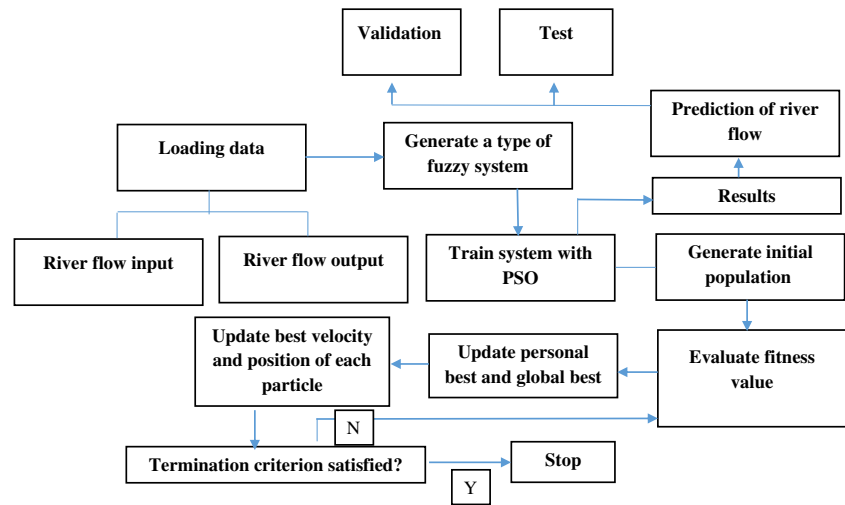 Validation
Test
Prediction of river
flow
Loading data
Generate a type of
fuzzy system
Results
River flow input
River flow output
Train system with
PSO
Generate initial
population
Update best velocity
and position of each
particle
Update personal
best and global best
Evaluate fitness
value
N
Termination criterion satisfied?
Stop
Y